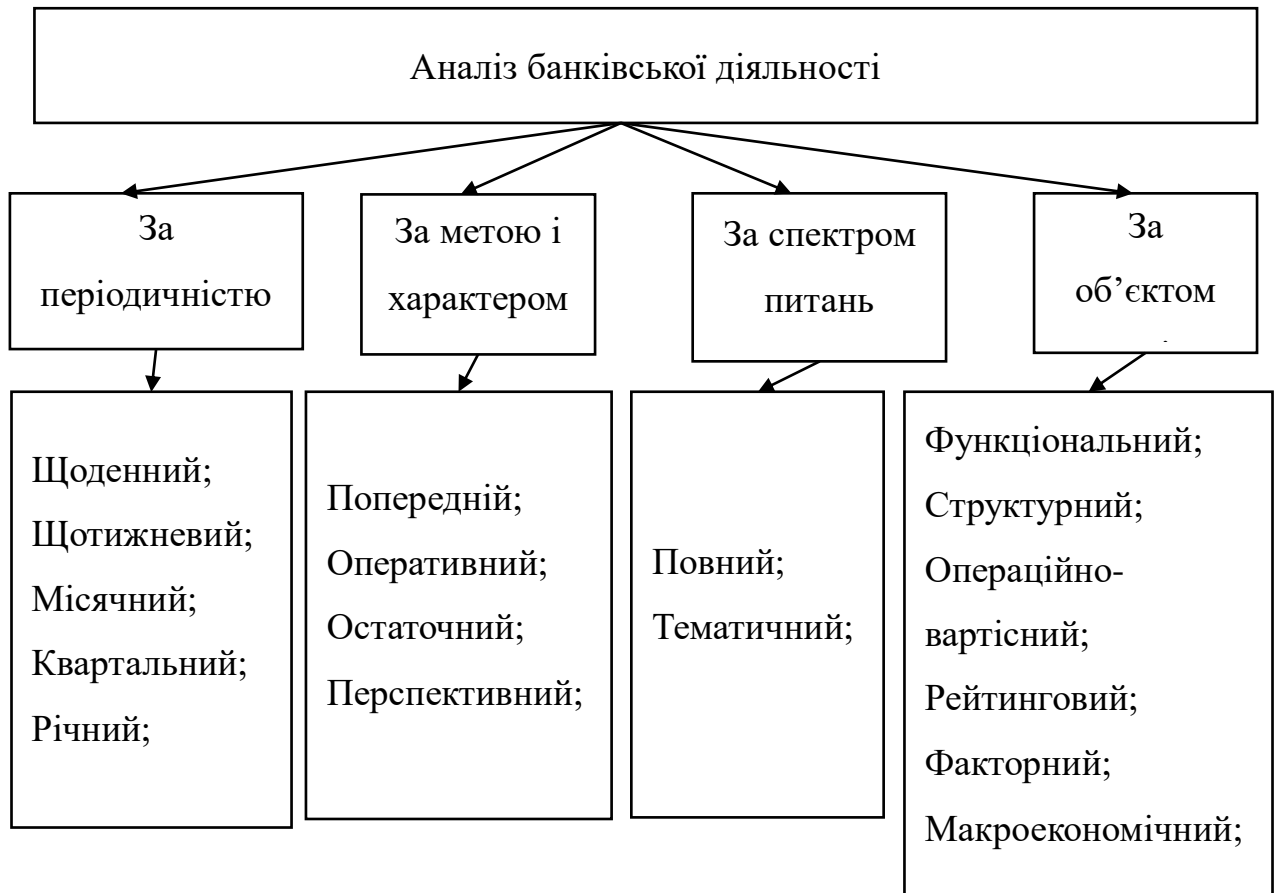 Аналіз банківської діяльності
За
періодичністю
За метою і
характером
За спектром
питань
За
об’єктом
Щоденний;
Щотижневий;
Місячний;
Квартальний;
Річний;
Попередній;
Оперативний;
Остаточний;
Перспективний;
Повний;
Тематичний;
Функціональний;
Структурний;
Операційно-
вартісний;
Рейтинговий;
Факторний;
Макроекономічний;